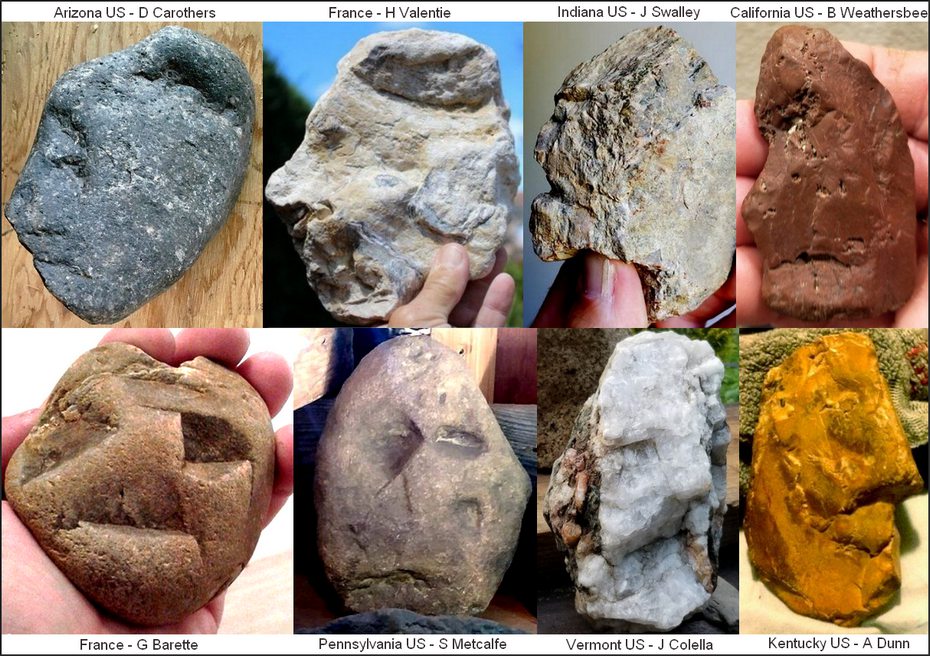 Arizona US - D Carothers
France - H Valentie
Indiana US - J Swalley
California US - B Weathersbee
France - G Barette
Pennsylvania US - S Metcalfe
Vermont US - J Colella
Kentucky US - A Dunn